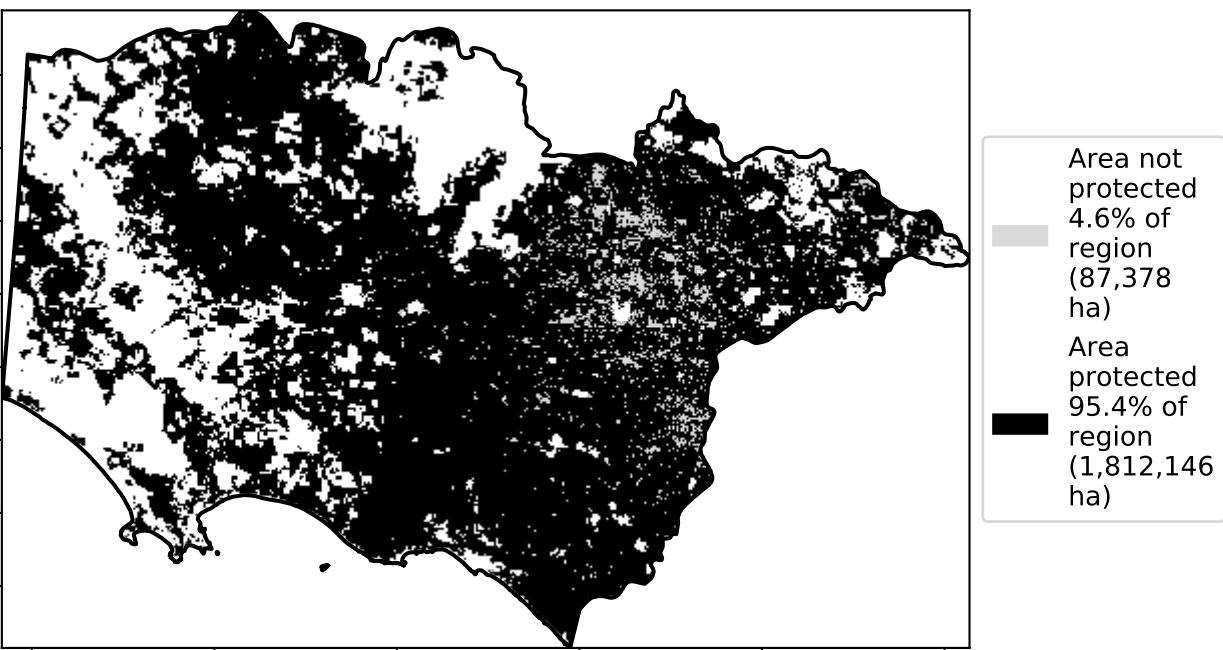 Area not
protected
4.6% of
region
(87,378
ha)
Area
protected
95.4% of
region
(1,812,146
ha)